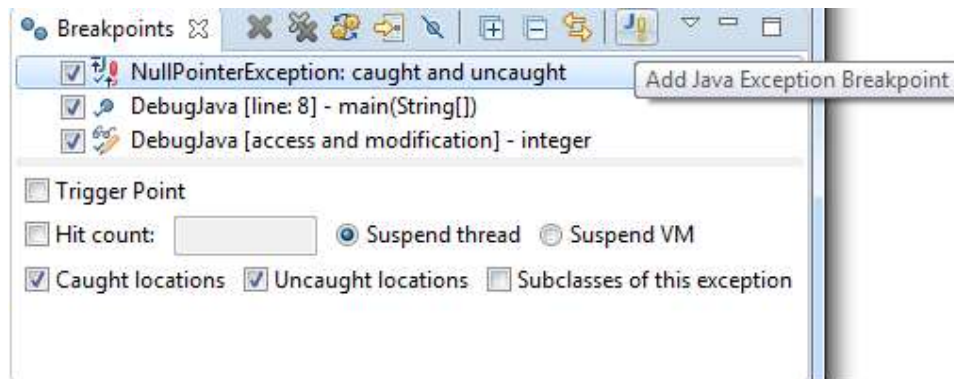 Breakpoints
NullPointerException: caught and uncaught
Add Java Exception Breakpoint
DebugJava [line: 8] - main(String[])
DebugJava [access and modification] - integer
Trigger Point
Hit count: Suspend thread Suspend VM
Caught locations Uncaught locations Subclasses of this exception